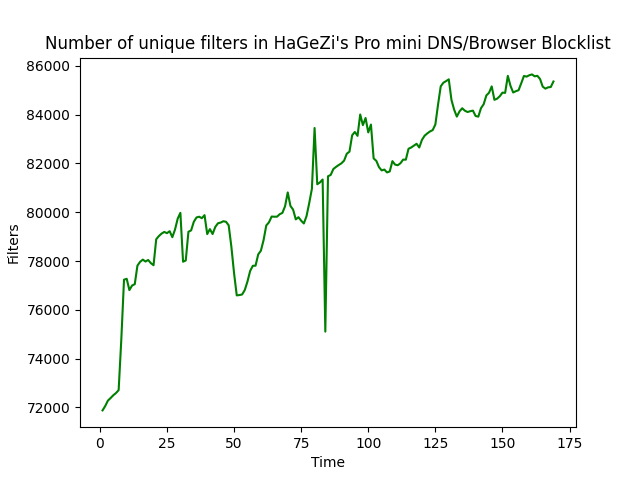 Number of unique filters in HaGeZi's Pro mini DNS/Browser Blocklist
86000
84000
82000
80000
78000
76000
74000
72000
Filters
0 25 50 75 100 125 150 175
Time